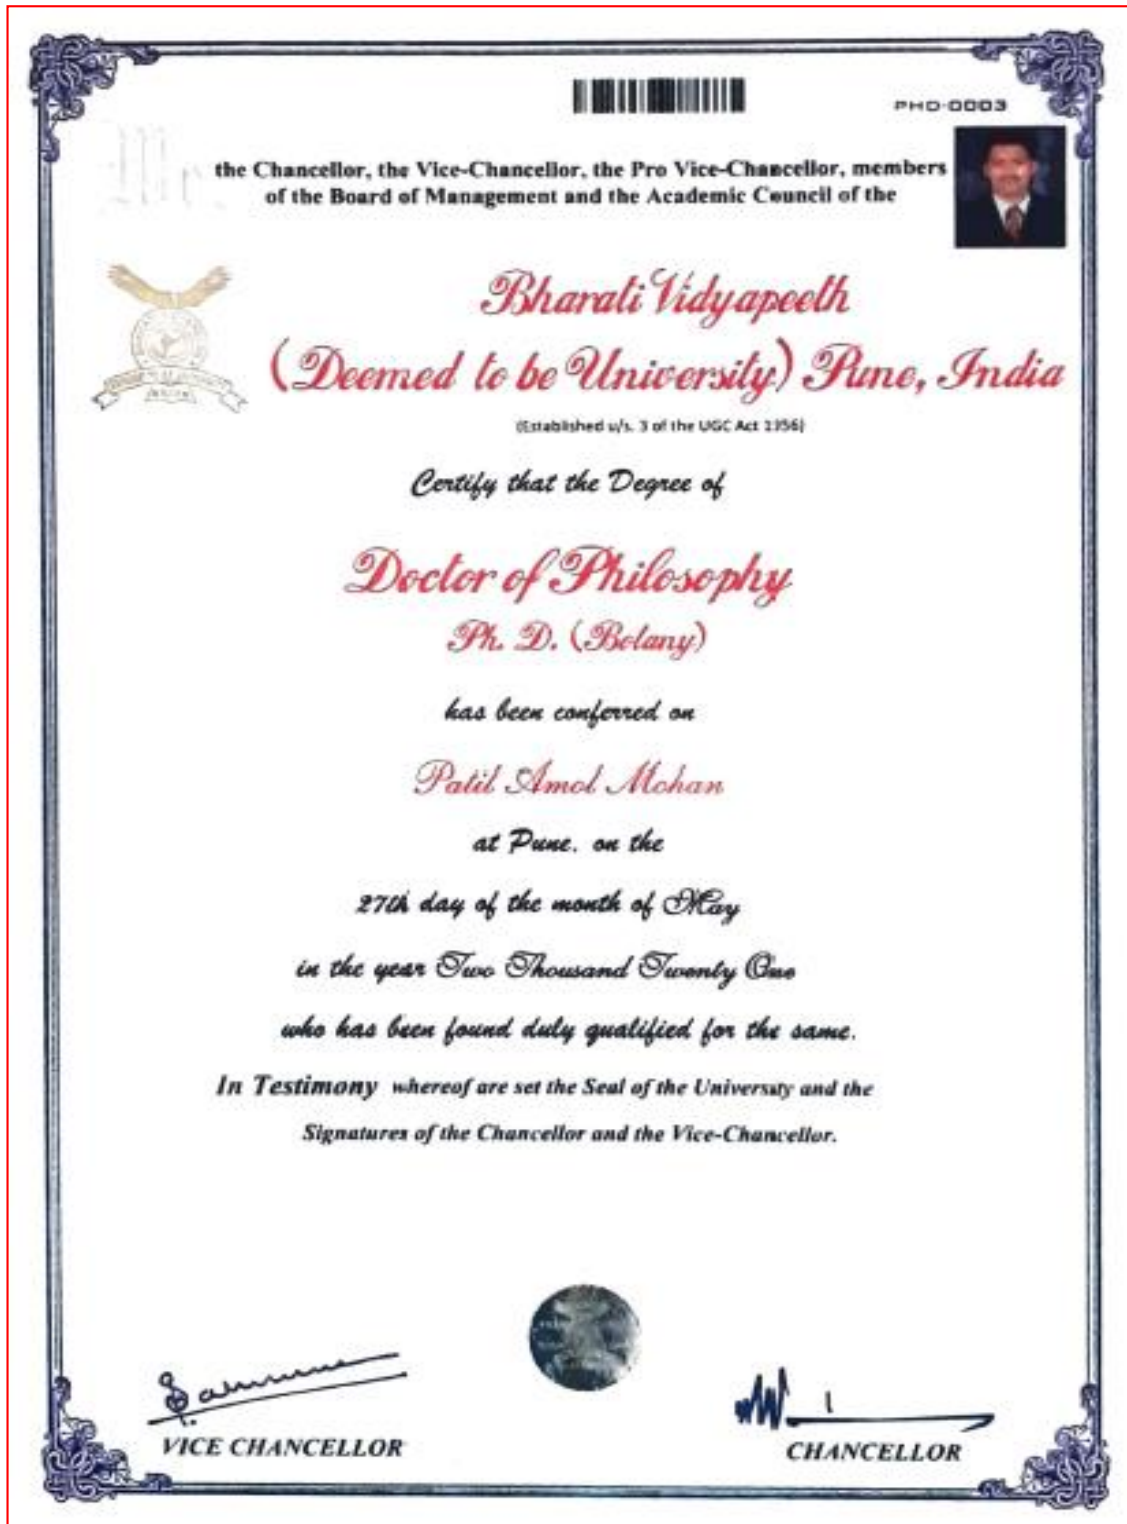 PHD-0003
We, the Chancellor, the Vice-Chancellor, the Pro Vice-Chancellor, members
of the Board of Management and the Academic Council of the
Bharati Vidyapeeth
(Deemed to be University) Pune, India
(Established u/s. 3 of the UGC Act 1956)
Certify that the Degree of
Doctor of Philosophy
Ph. D. (Botany)
has been conferred on
Patil Amol Mohan
at Pune, on the
27th day of the month of May
in the year Two Thousand Twenty One
who has been found duly qualified for the same.
In Testimony whereof are set the Seal of the University and the
Signatures of the Chancellor and the Vice-Chancellor.
VICE CHANCELLOR
CHANCELLOR